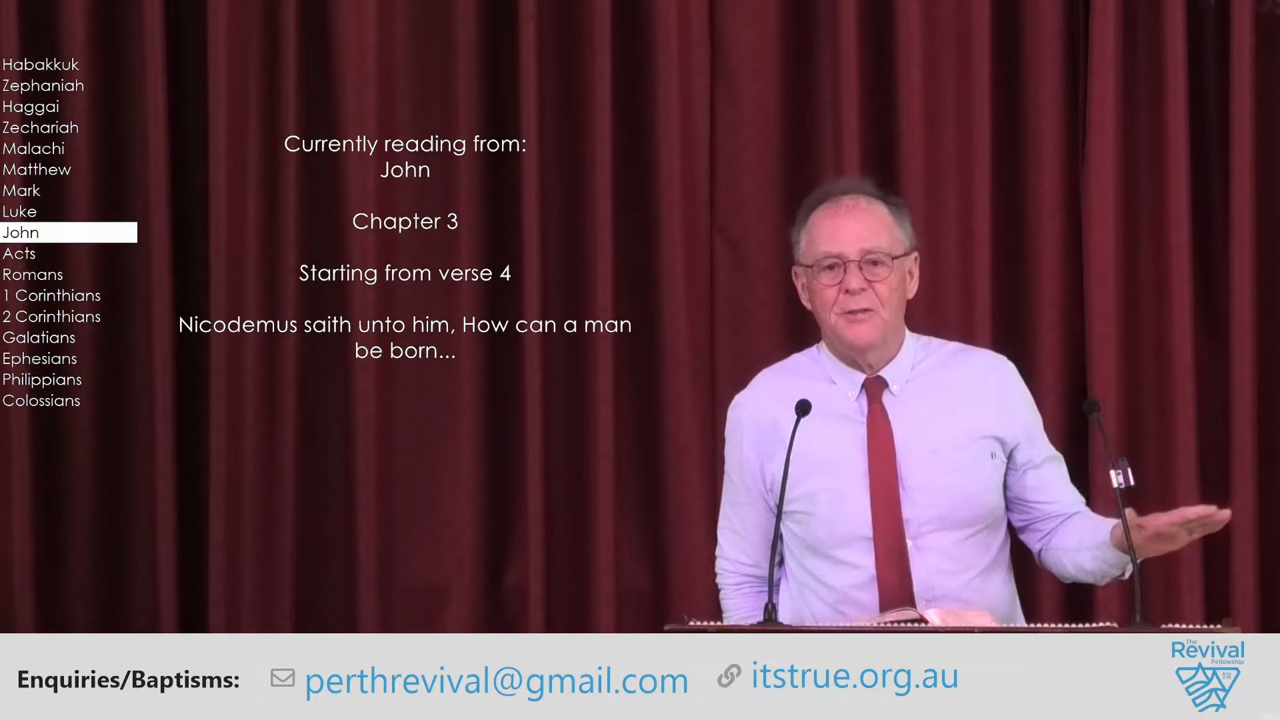 Habakkuk
Zephaniah
Haggai
Zechariah
Malachi
Matthew
Mark
Luke
John
Acts
Romans
1 Corinthians
2 Corinthians
Galatians
Ephesians
Philippians
Colossians
Currently reading from:
John
Chapter 3
Starting from verse 4
Nicodemus saith unto him, How can a man
be born...
Enquiries/Baptisms:
perthrevival@gmail.com
itstrue.org.au
The
Revival
Fellowship